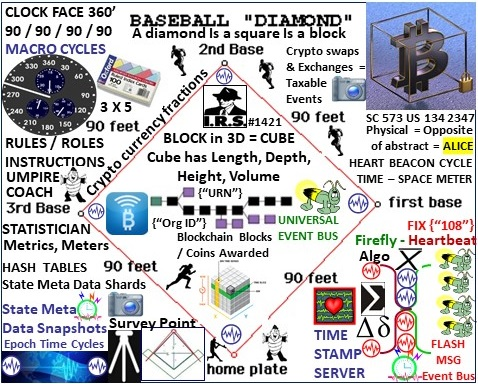 CLOCK FACE 360'
90 / 90 / 90 / 90
MACRO CYCLES
BASEBALL "DIAMOND"
A diamond Is a square Is a block
2nd Base
Crypto swaps
& Exchanges =
Taxable
Events
Oxford
Index Cards
3 X 5
90 feet
Crypto currency fractions
I.R.S.
#1421
90 feet
SC 573 US 134 2347
Physical = Opposite
of abstract = ALICE
HEART BEACON CYCLE
TIME – SPACE METER
RULES / ROLES
INSTRUCTIONS
UMPIRE
COACH
3rd Base
BLOCK in 3D = CUBE
Cube has Length, Depth,
Height, Volume
{"URN"}
{"Org ID"}
Blockchain Blocks
/ Coins Awarded
UNIVERSAL
EVENT BUS
first base
STATISTICIAN
Metrics, Meters
HASH TABLES
State Meta Data Shards
90 feet
90 feet
FIX {"108"}
Firefly - Heartbeat
Algo
State Meta
Data Snapshots
Epoch Time Cycles
Survey Point
home plate
TIME
STAMP
SERVER
Σ
Δδ
FLASH
MSG
Event Bus